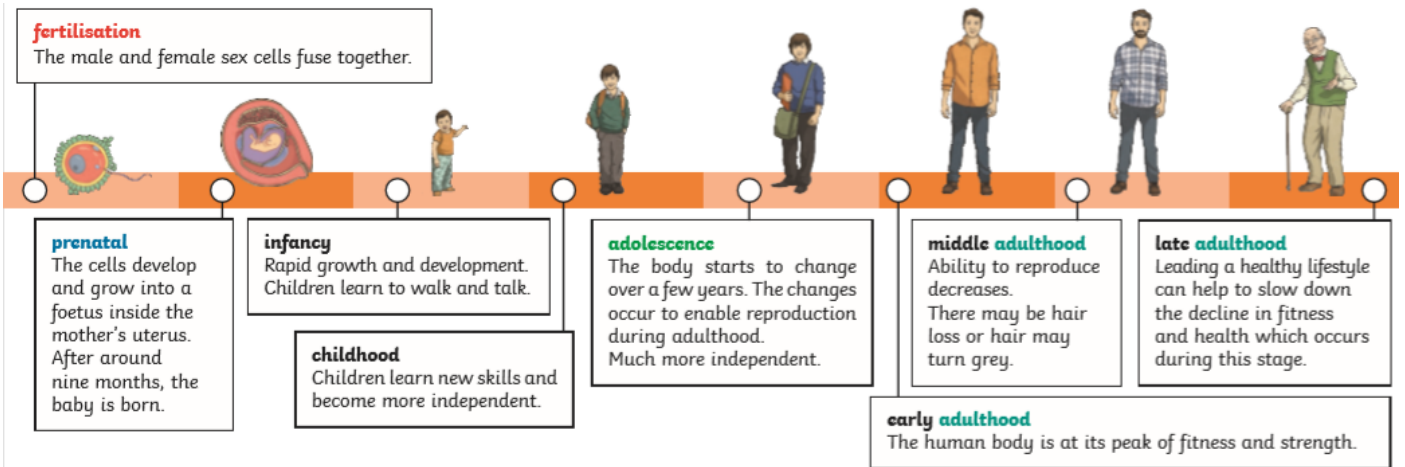 fertilisation
The male and female sex cells fuse together.
prenatal
The cells develop
and grow into a
foetus inside the
mother's uterus.
After around
nine months, the
baby is born.
infancy
Rapid growth and development.
Children learn to walk and talk.
childhood
Children learn new skills and
become more independent.
adolescence
The body starts to change
over a few years. The changes
occur to enable reproduction
during adulthood.
Much more independent.
early adulthood
The human body is at its peak of fitness and strength.
middle adulthood
Ability to reproduce
decreases.
There may be hair
loss or hair may
turn grey.
late adulthood
Leading a healthy lifestyle
can help to slow down
the decline in fitness
and health which occurs
during this stage.